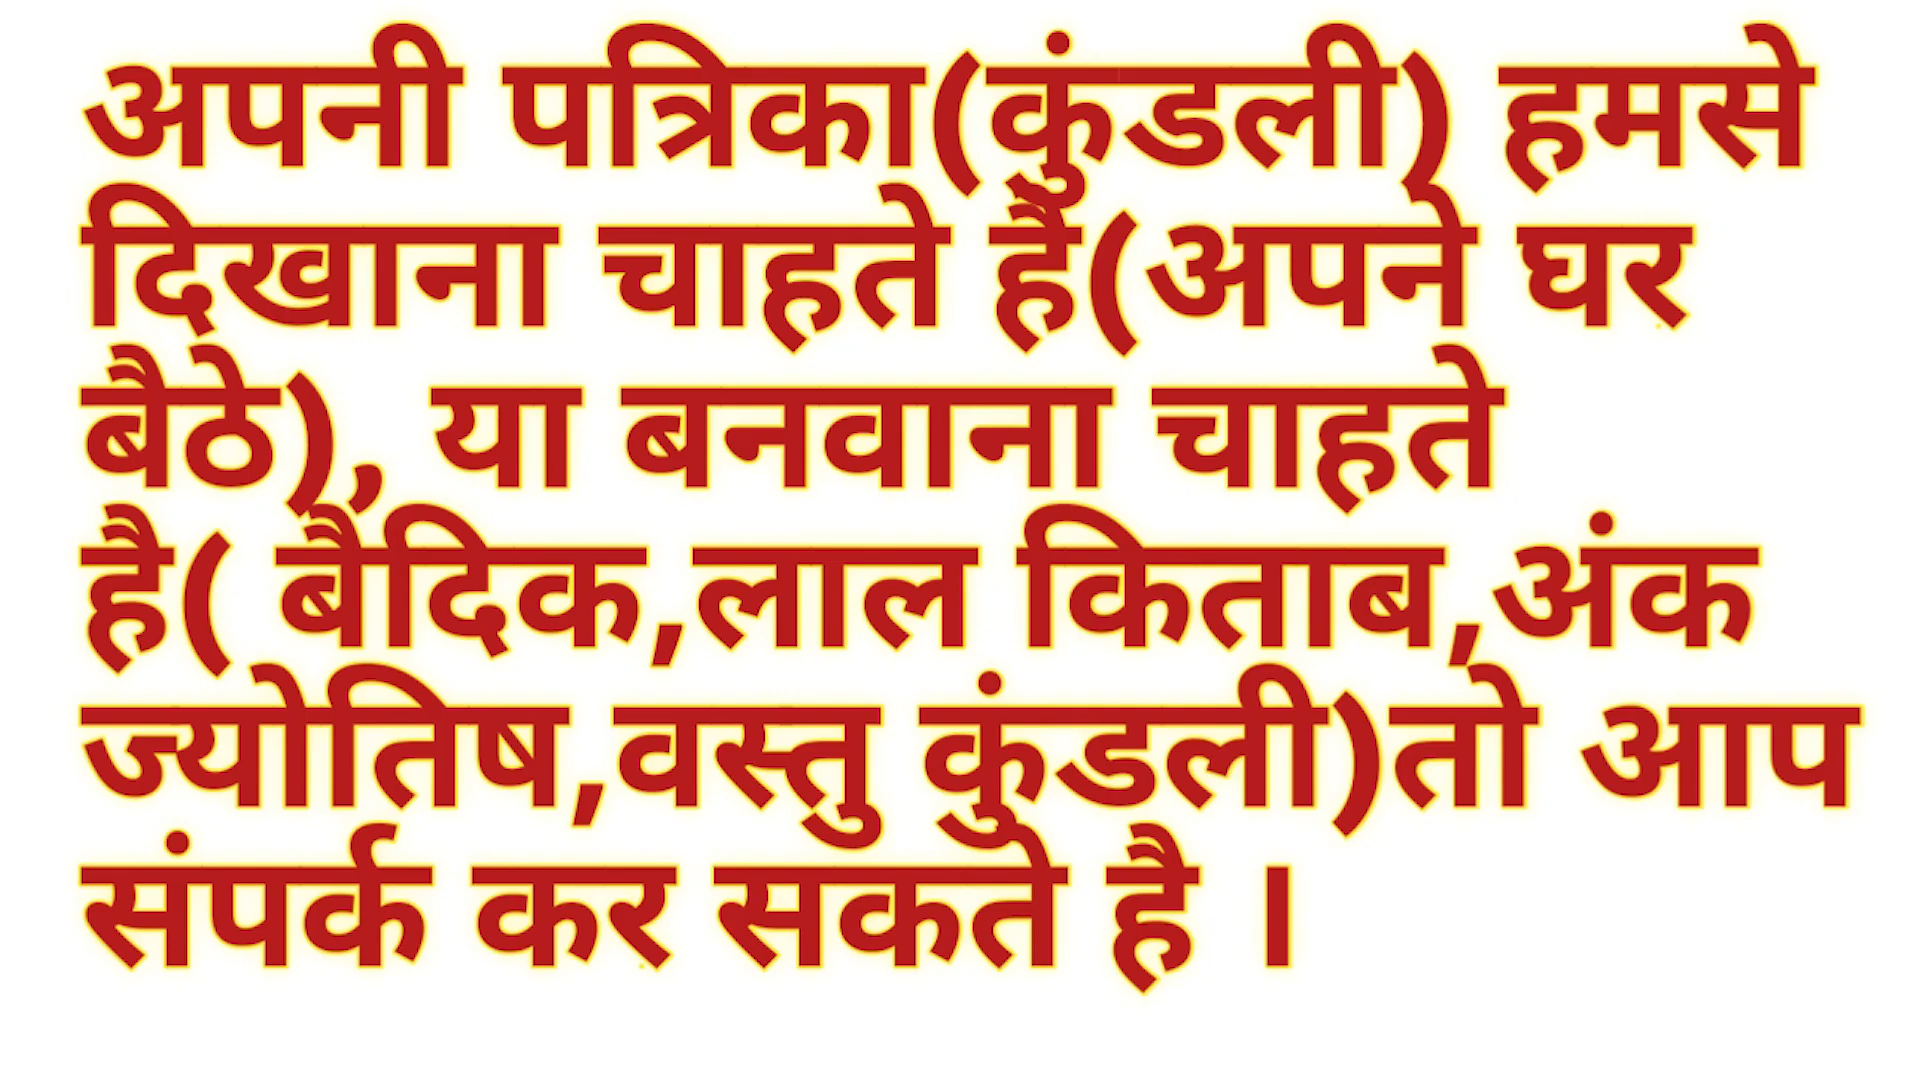 अपनी पत्रिका(कुंडली) हमसे
दिखाना चाहते है(अपने घर
बैठे), या बनवाना चाहते
है( बैदिक,लाल किताब,अंक
ज्योतिष,वस्तु कुंडली)तो आप
संपर्क कर सकते है ।